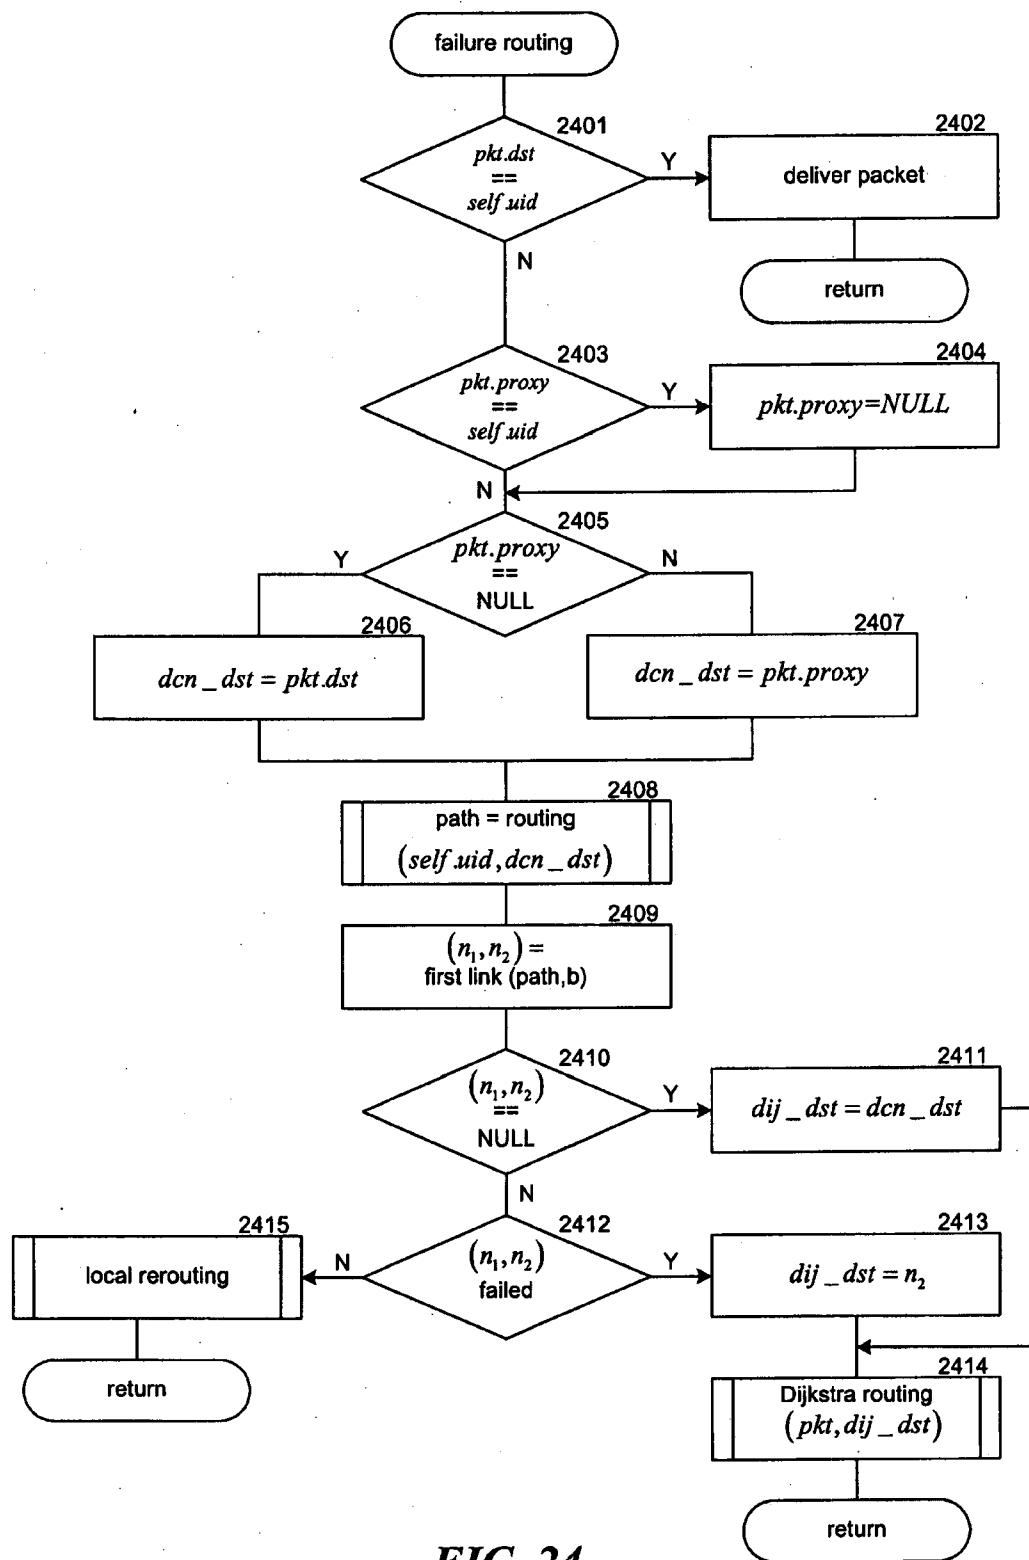 failure routing
2401
pkt.dst
==
self.uid
Y
2402
deliver packet
return
N
2403
pkt.proxy
==
self.uid
Y
2404
pkt.proxy=NULL
N
2405
pkt.proxy
==
NULL
Y
N
2406
dcn_dst = pkt.dst
2407
dcn_dst = pkt.proxy
2408
path = routing
(self.uid,dcn_dst)
2409
(n₁,n₂) =
first link (path,b)
2410
(n₁,n₂)
==
NULL
Y
2411
dij_dst = dcn_dst
N
2412
(n₁,n₂)
failed
N
2415
local rerouting
return
Y
2413
dij_dst = n₂
2414
Dijkstra routing
(pkt,dij_dst)
return
FIG. 24